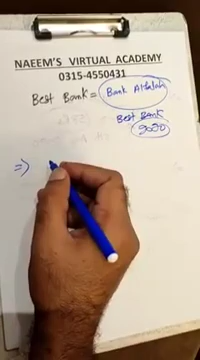 NAEEM'S VIRTUAL ACADEMY
0315-4550431
Best Bank = Bank Alfalah
Best Bank
2020
⇒